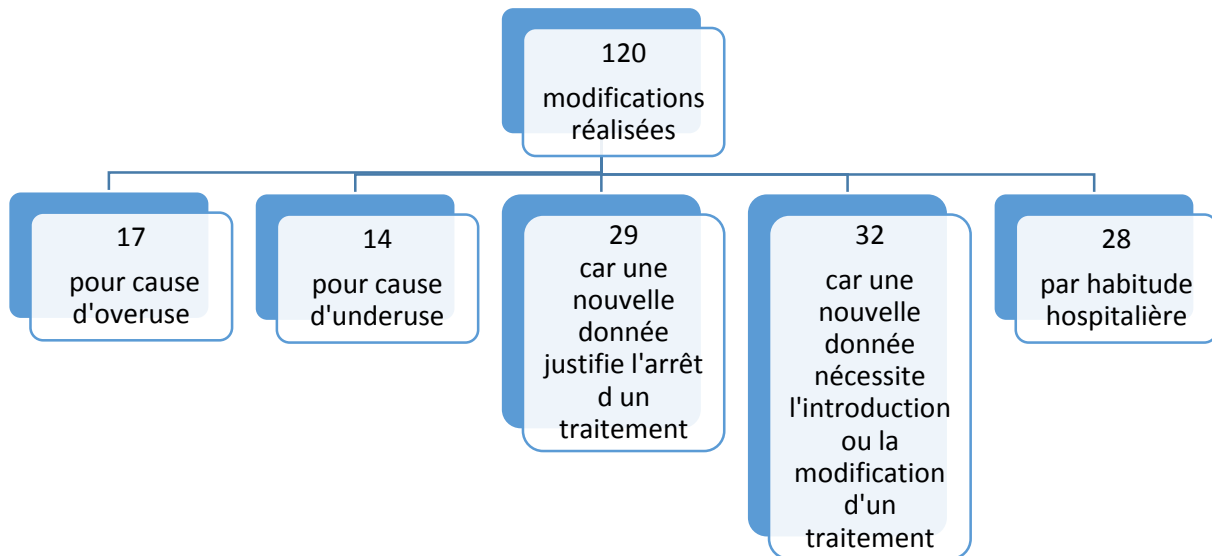 120
modifications
réalisées
17
pour cause
d'overuse
14
pour cause
d'underuse
29
car une
nouvelle
donnée
justifie l'arrêt
d un
traitement
32
car une
nouvelle
donnée
nécessite
l'introduction
ou la
modification
d'un
traitement
28
par habitude
hospitalière